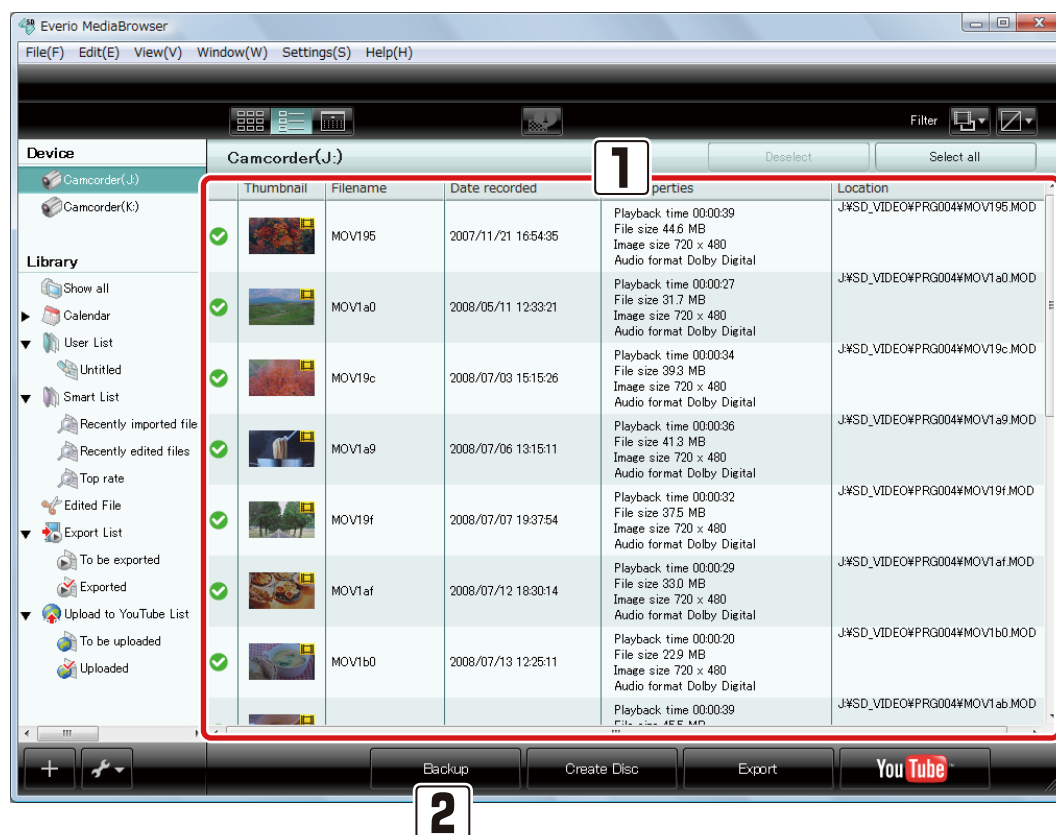 Everio MediaBrowser
File(F) Edit(E) View(V) Window(W) Settings(S) Help(H)
Filter
Device
Camcorder(J:)
Camcorder(K:)
Library
Show all
Calendar
User List
Untitled
Smart List
Recently imported file
Recently edited files
Top rate
Edited File
Export List
To be exported
Exported
Upload to YouTube List
To be uploaded
Uploaded
Camcorder(J:)
1
Deselect
Select all
Thumbnail Filename Date recorded perties Location
MOV195 2007/11/21 16:54:35
Playback time 00:00:39
File size 44.6 MB
Image size 720 x 480
Audio format Dolby Digital
J:¥SD_VIDEO¥PRG004¥MOV195.MOD
MOV1a0 2008/05/11 12:33:21
Playback time 00:00:27
File size 31.7 MB
Image size 720 x 480
Audio format Dolby Digital
J:¥SD_VIDEO¥PRG004¥MOV1a0.MOD
MOV19c 2008/07/03 15:15:26
Playback time 00:00:34
File size 39.3 MB
Image size 720 x 480
Audio format Dolby Digital
J:¥SD_VIDEO¥PRG004¥MOV19c.MOD
MOV1a9 2008/07/06 13:15:11
Playback time 00:00:36
File size 41.3 MB
Image size 720 x 480
Audio format Dolby Digital
J:¥SD_VIDEO¥PRG004¥MOV1a9.MOD
MOV19f 2008/07/07 19:37:54
Playback time 00:00:32
File size 37.5 MB
Image size 720 x 480
Audio format Dolby Digital
J:¥SD_VIDEO¥PRG004¥MOV19f.MOD
MOV1af 2008/07/12 18:30:14
Playback time 00:00:29
File size 33.0 MB
Image size 720 x 480
Audio format Dolby Digital
J:¥SD_VIDEO¥PRG004¥MOV1af.MOD
MOV1b0 2008/07/13 12:25:11
Playback time 00:00:20
File size 22.9 MB
Image size 720 x 480
Audio format Dolby Digital
J:¥SD_VIDEO¥PRG004¥MOV1b0.MOD
Playback time 00:00:39
File size 45.5 MB
J:¥SD_VIDEO¥PRG004¥MOV1ab.MOD
Backup
Create Disc
Export
YouTube
2